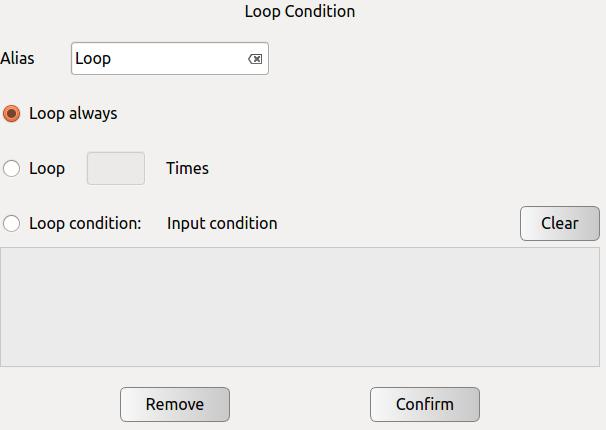 Loop Condition
Alias Loop
Loop always
Loop Times
Loop condition: Input condition Clear
Remove Confirm